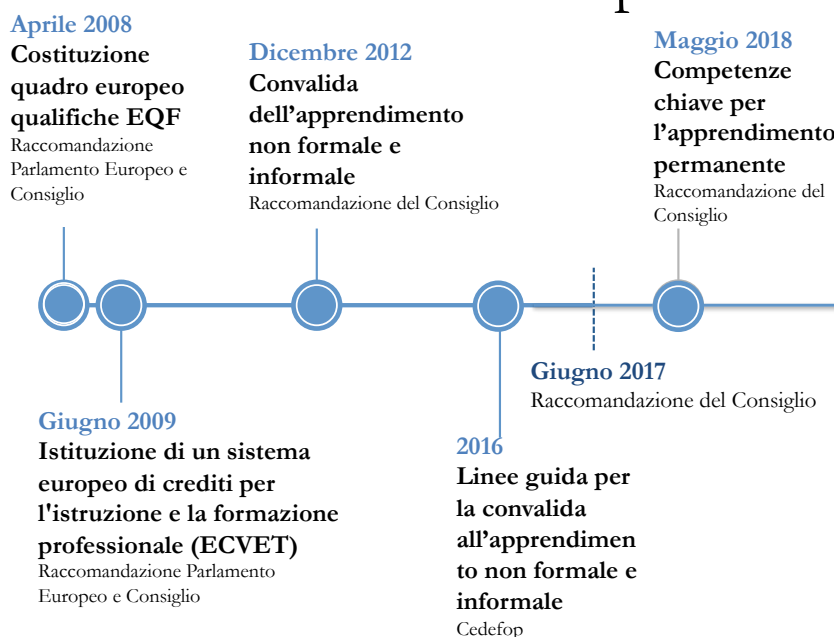 Aprile 2008
Costituzione
quadro europeo
qualifiche EQF
Raccomandazione
Parlamento Europeo e
Consiglio
Dicembre 2012
Convalida
dell’apprendimento
non formale e
informale
Raccomandazione del Consiglio
Maggio 2018
Competenze
chiave per
l’apprendimento
permanente
Raccomandazione del
Consiglio
Giugno 2009
Istituzione di un sistema
europeo di crediti per
l'istruzione e la formazione
professionale (ECVET)
Raccomandazione Parlamento
Europeo e Consiglio
2016
Linee guida per
la convalida
all’apprendimen
to non formale e
informale
Cedefop
Giugno 2017
Raccomandazione del Consiglio